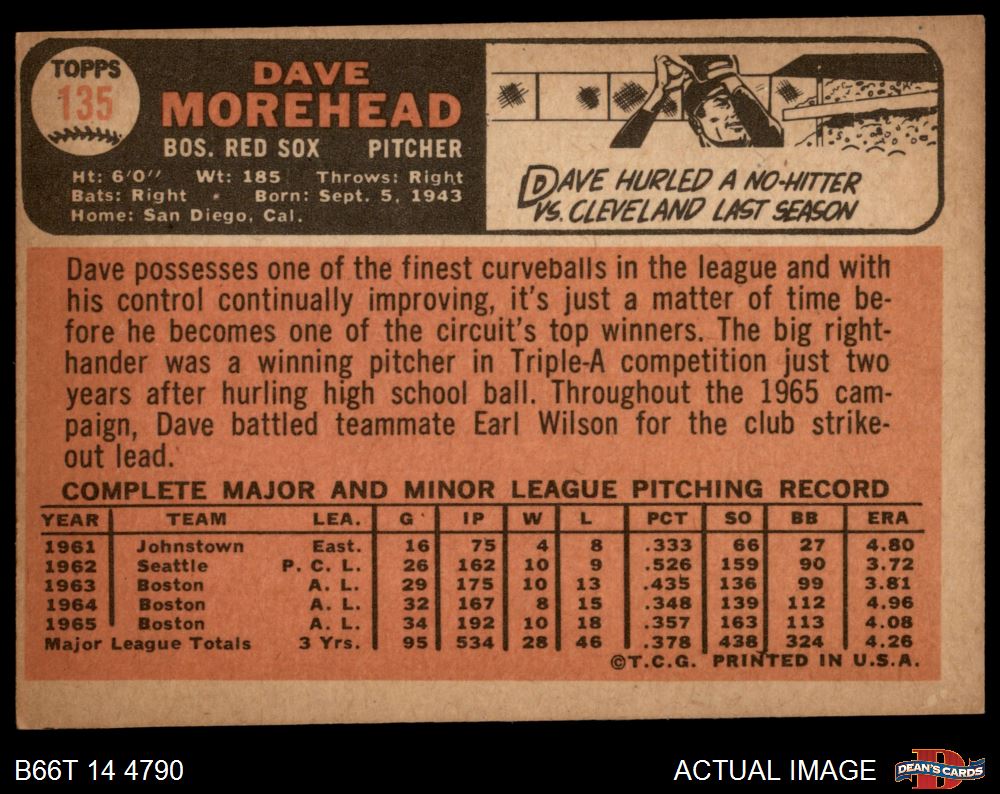 TOPPS
135
DAVE
MOREHEAD
BOS. RED SOX PITCHER
Ht: 6'0" Wt: 185 Throws: Right
Bats: Right Born: Sept. 5, 1943
Home: San Diego, Cal.
DAVE HURLED A NO-HITTER
VS. CLEVELAND LAST SEASON
Dave possesses one of the finest curveballs in the league and with
his control continually improving, it's just a matter of time be-
fore he becomes one of the circuit's top winners. The big right-
hander was a winning pitcher in Triple-A competition just two
years after hurling high school ball. Throughout the 1965 cam-
paign, Dave battled teammate Earl Wilson for the club strike-
out lead.
COMPLETE MAJOR AND MINOR LEAGUE PITCHING RECORD
YEAR TEAM LEA. G IP W L PCT SO BB ERA
1961 Johnstown East. 16 75 4 8 .333 66 27 4.80
1962 Seattle P. C. L. 26 162 10 9 .526 159 90 3.72
1963 Boston A. L. 29 175 10 13 .435 136 99 3.81
1964 Boston A. L. 32 167 8 15 .348 139 112 4.96
1965 Boston A. L. 34 192 10 18 .357 163 113 4.08
Major League Totals 3 Yrs. 95 534 28 46 .378 438 324 4.26
©T.C.G. PRINTED IN U.S.A.
B66T 14 4790
ACTUAL IMAGE
DEAN'S CARDS